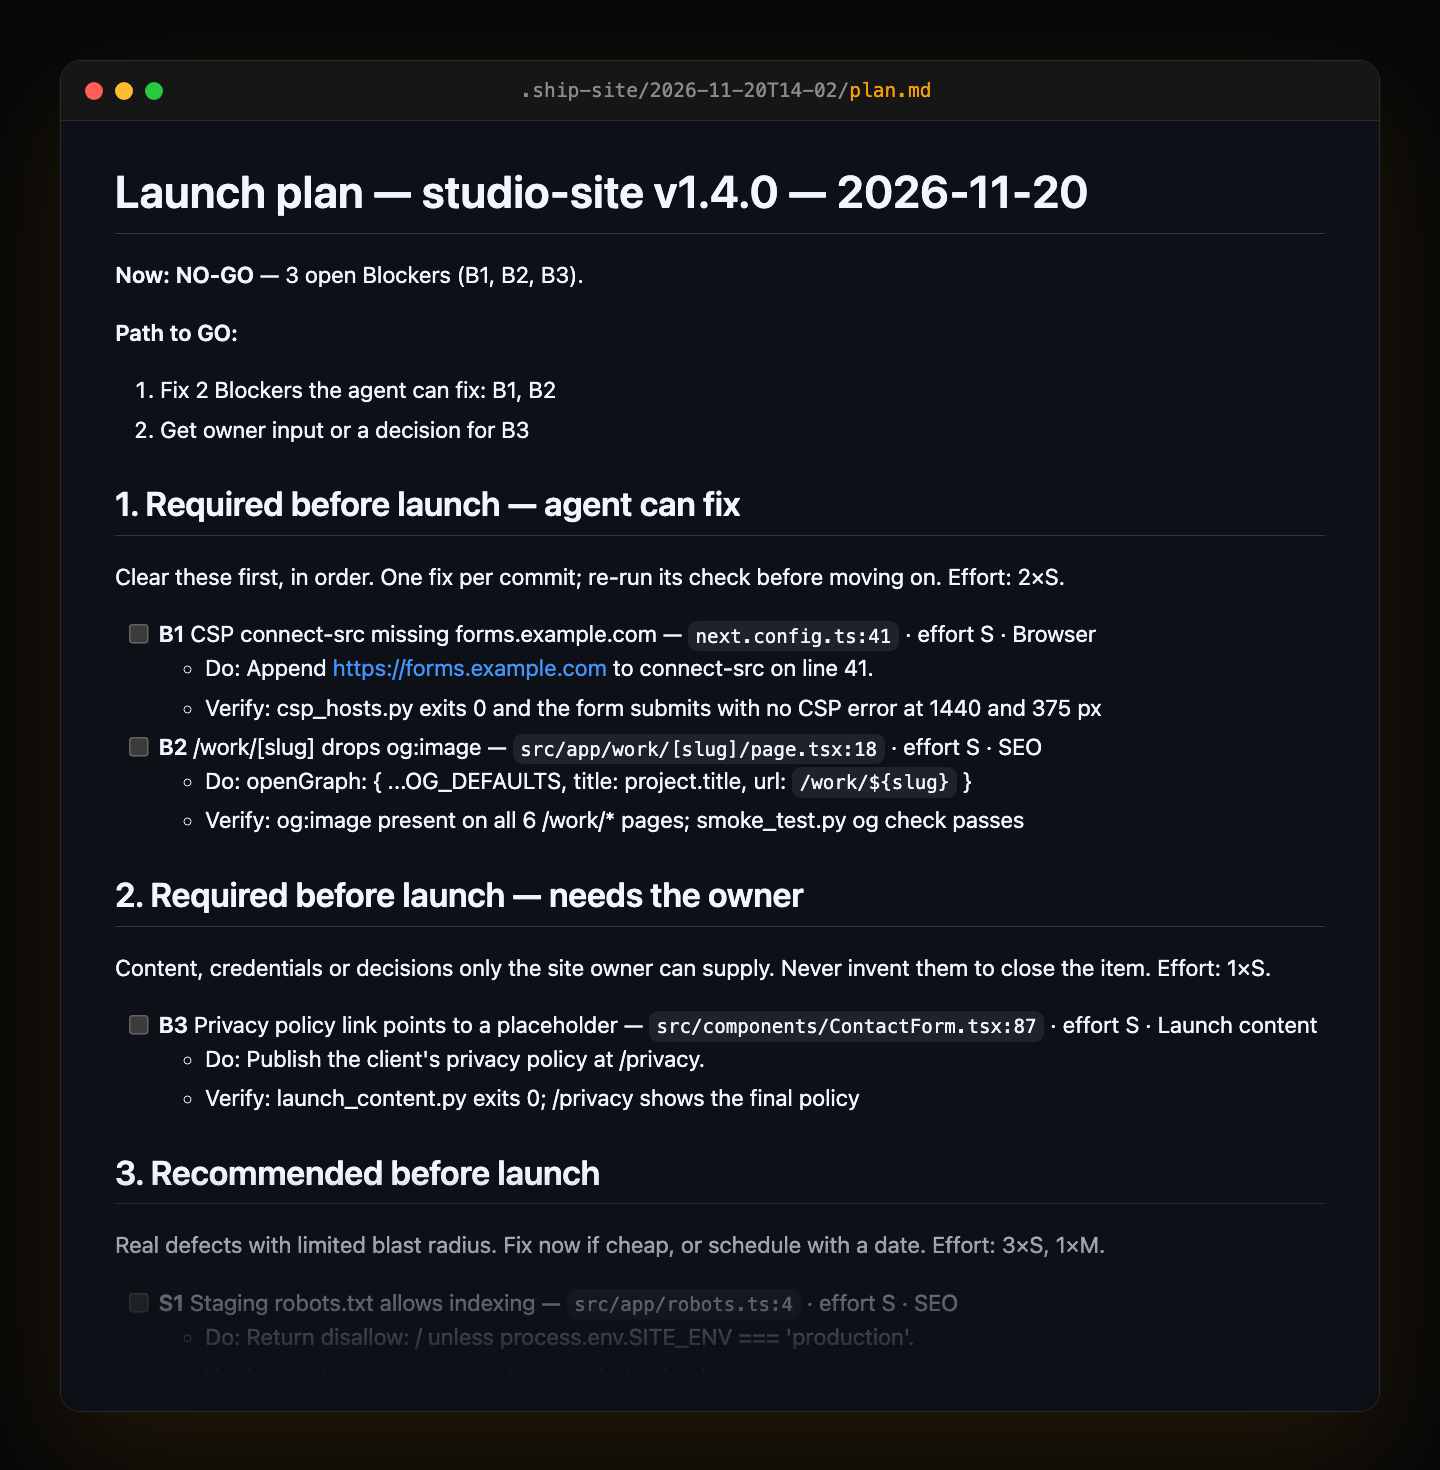 .ship-site/2026-11-20T14-02/plan.md
Launch plan — studio-site v1.4.0 — 2026-11-20
Now: NO-GO — 3 open Blockers (B1, B2, B3).
Path to GO:
1. Fix 2 Blockers the agent can fix: B1, B2
2. Get owner input or a decision for B3
1. Required before launch — agent can fix
Clear these first, in order. One fix per commit; re-run its check before moving on. Effort: 2×S.
B1 CSP connect-src missing forms.example.com — next.config.ts:41 · effort S · Browser
Do: Append https://forms.example.com to connect-src on line 41.
Verify: csp_hosts.py exits 0 and the form submits with no CSP error at 1440 and 375 px
B2 /work/[slug] drops og:image — src/app/work/[slug]/page.tsx:18 · effort S · SEO
Do: openGraph: { ...OG_DEFAULTS, title: project.title, url: /work/${slug} }
Verify: og:image present on all 6 /work/* pages; smoke_test.py og check passes
2. Required before launch — needs the owner
Content, credentials or decisions only the site owner can supply. Never invent them to close the item. Effort: 1×S.
B3 Privacy policy link points to a placeholder — src/components/ContactForm.tsx:87 · effort S · Launch content
Do: Publish the client's privacy policy at /privacy.
Verify: launch_content.py exits 0; /privacy shows the final policy
3. Recommended before launch
Real defects with limited blast radius. Fix now if cheap, or schedule with a date. Effort: 3×S, 1×M.
S1 Staging robots.txt allows indexing — src/app/robots.ts:4 · effort S · SEO
Do: Return disallow: / unless process.env.SITE_ENV === 'production'.